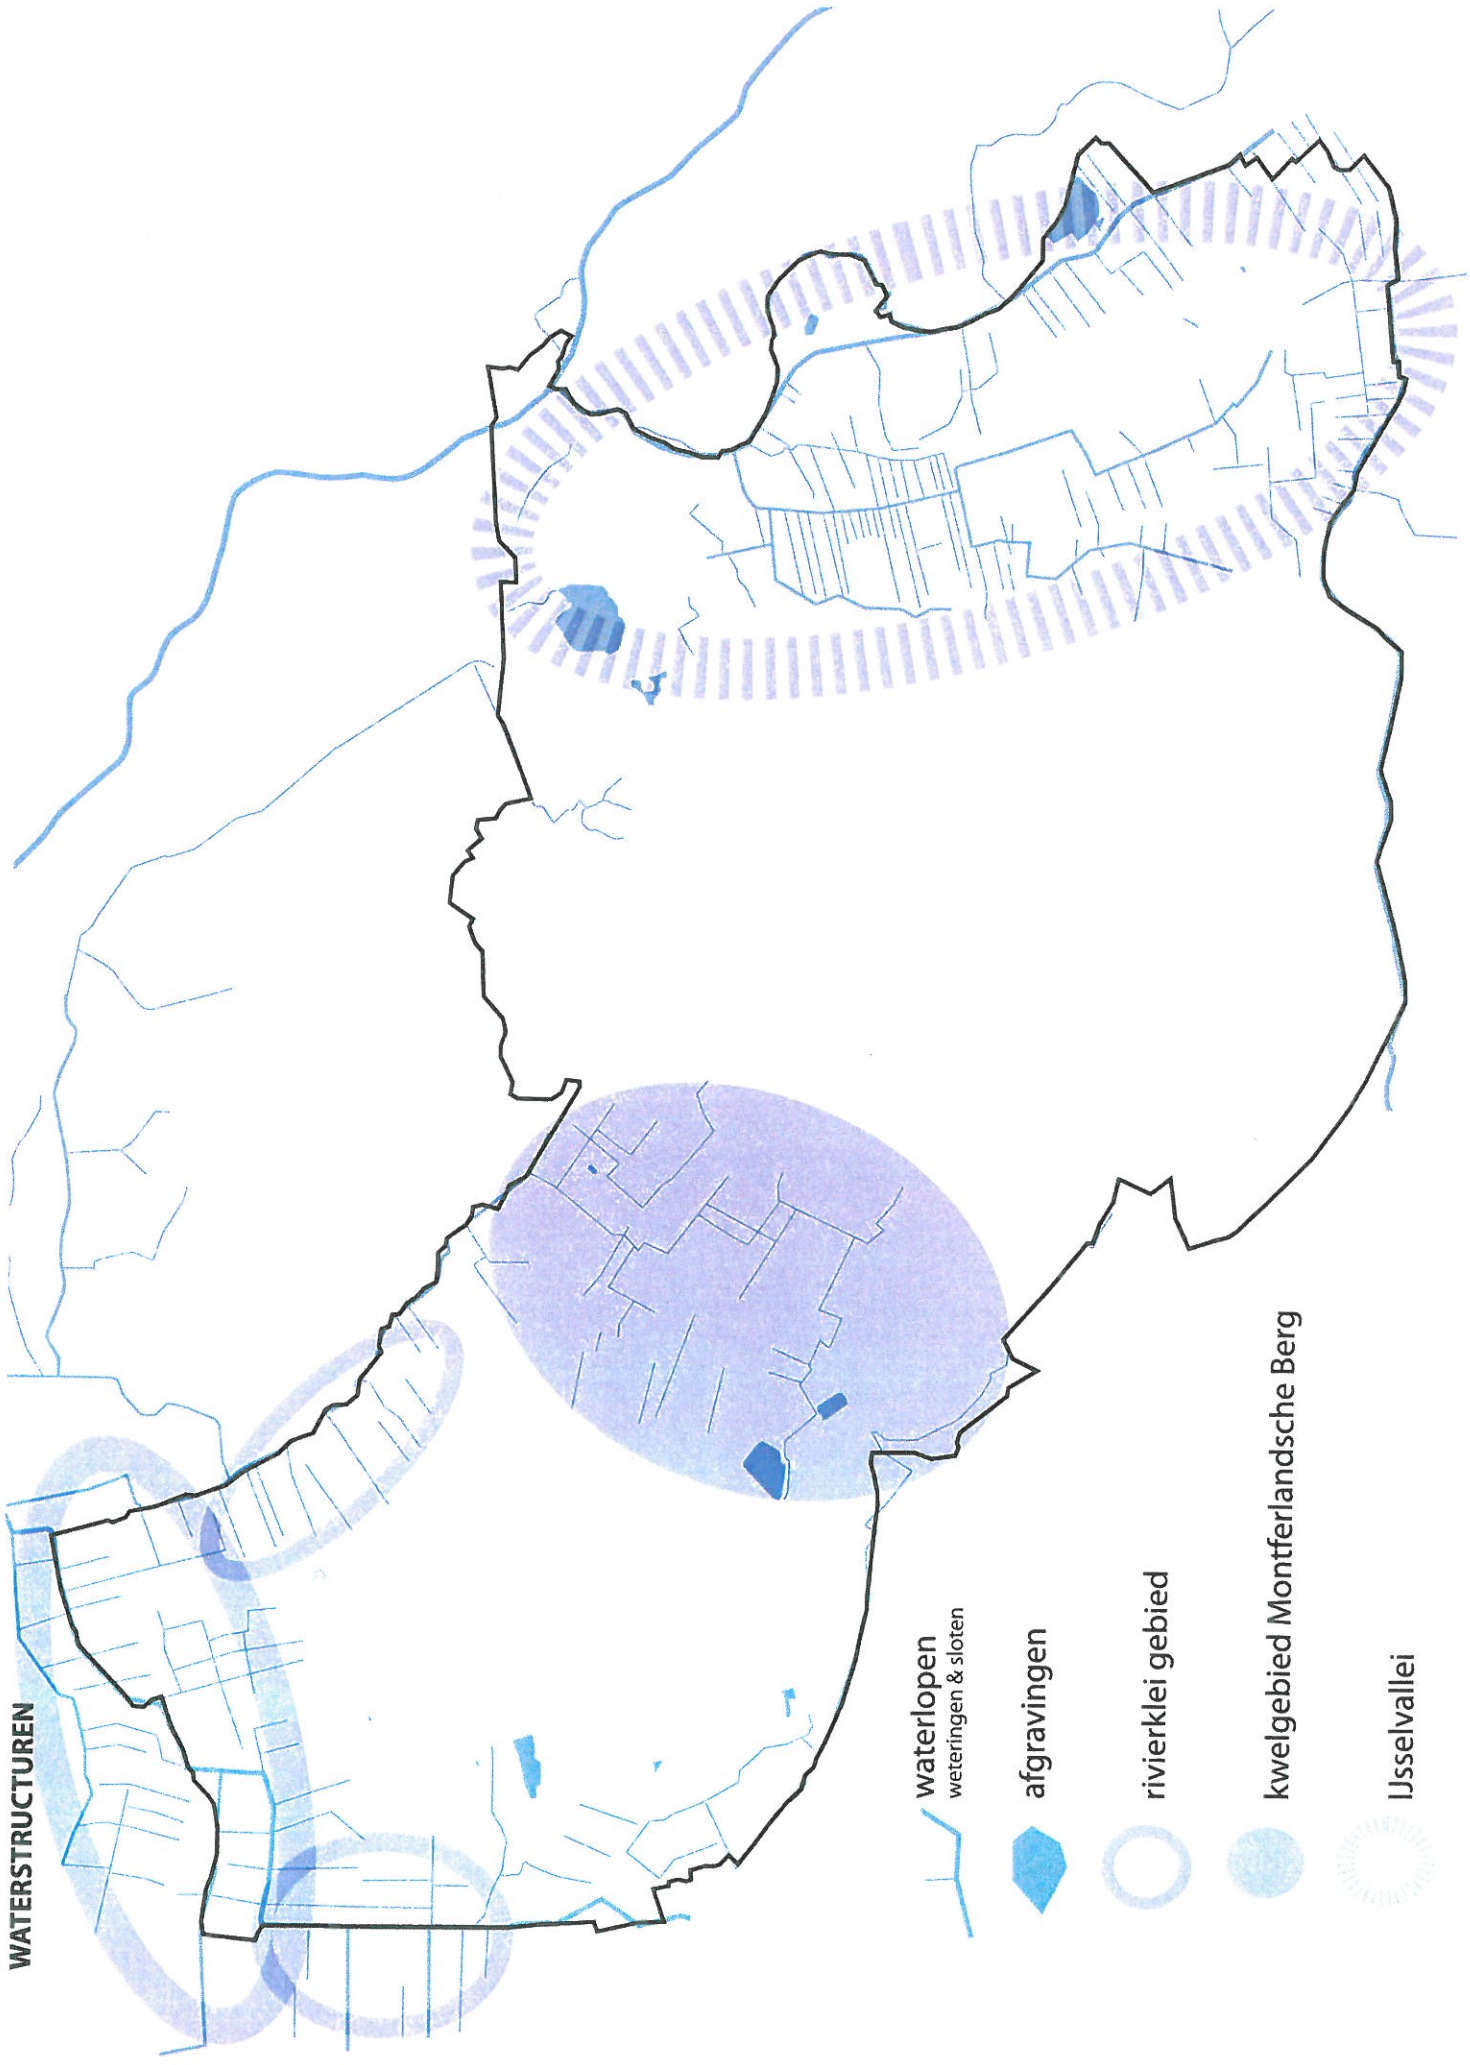 WATERSTRUCTUREN
waterlopen
weteringen & sloten
afgravingen
rivierklei gebied
kwelgebied Montferlandsche Berg
IJsselvallei